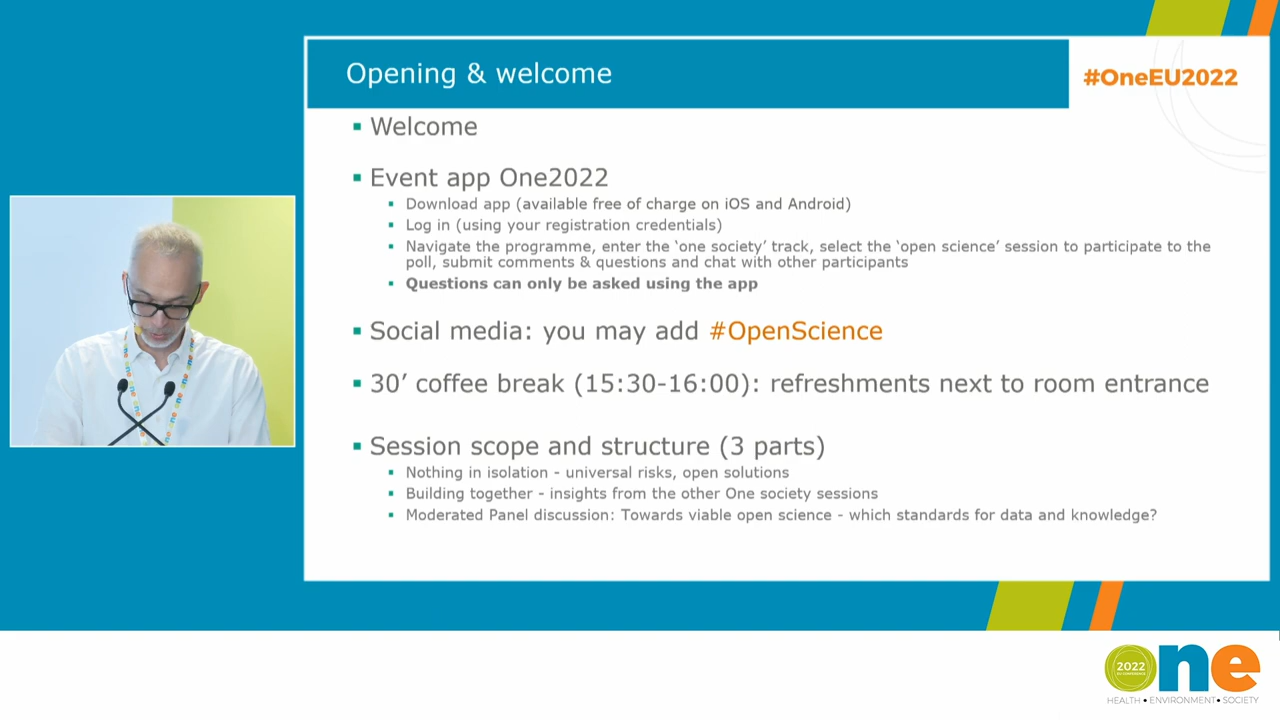 Opening & welcome
#OneEU2022
▪ Welcome
▪ Event app One2022
▪ Download app (available free of charge on iOS and Android)
▪ Log in (using your registration credentials)
▪ Navigate the programme, enter the ‘one society’ track, select the ‘open science’ session to participate to the
poll, submit comments & questions and chat with other participants
▪ Questions can only be asked using the app
▪ Social media: you may add #OpenScience
▪ 30’ coffee break (15:30-16:00): refreshments next to room entrance
▪ Session scope and structure (3 parts)
▪ Nothing in isolation - universal risks, open solutions
▪ Building together - insights from the other One society sessions
▪ Moderated Panel discussion: Towards viable open science - which standards for data and knowledge?
2022
one
HEALTH • ENVIRONMENT • SOCIETY